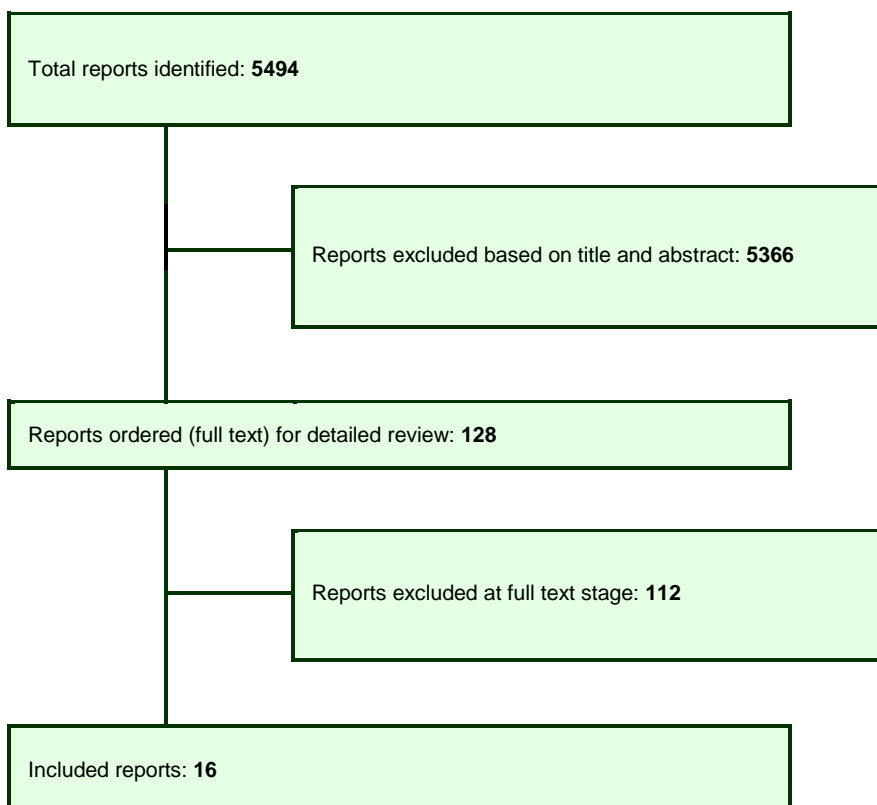 Total reports identified: 5494
Reports excluded based on title and abstract: 5366
Reports ordered (full text) for detailed review: 128
Reports excluded at full text stage: 112
Included reports: 16